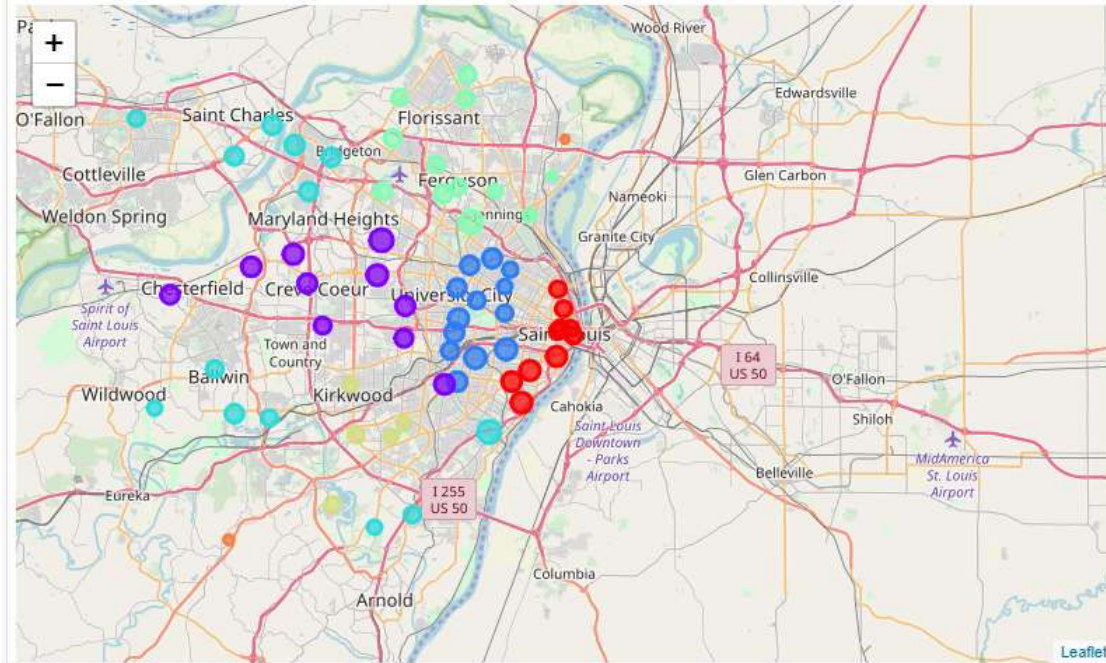 +
−
Wood River
Edwardsville
O'Fallon
Saint Charles
Florissant
Bridgeton
Cottleville
Ferguson
Glen Carbon
Weldon Spring
Maryland Heights
Nameoki
Granite City
Chesterfield
Creve Coeur
University City
Collinsville
Spirit of
Saint Louis
Airport
Town and
Country
Saint Louis
I 64
US 50
Ballwin
O'Fallon
Wildwood
Kirkwood
Cahokia
Shiloh
Saint Louis
Downtown
- Parks
Airport
MidAmerica
St. Louis
Airport
Belleville
Eureka
I 255
US 50
Columbia
Arnold
Leaflet